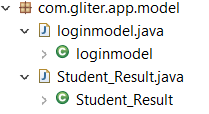 com.gliter.app.model
loginmodel.java
loginmodel
Student_Result.java
Student_Result